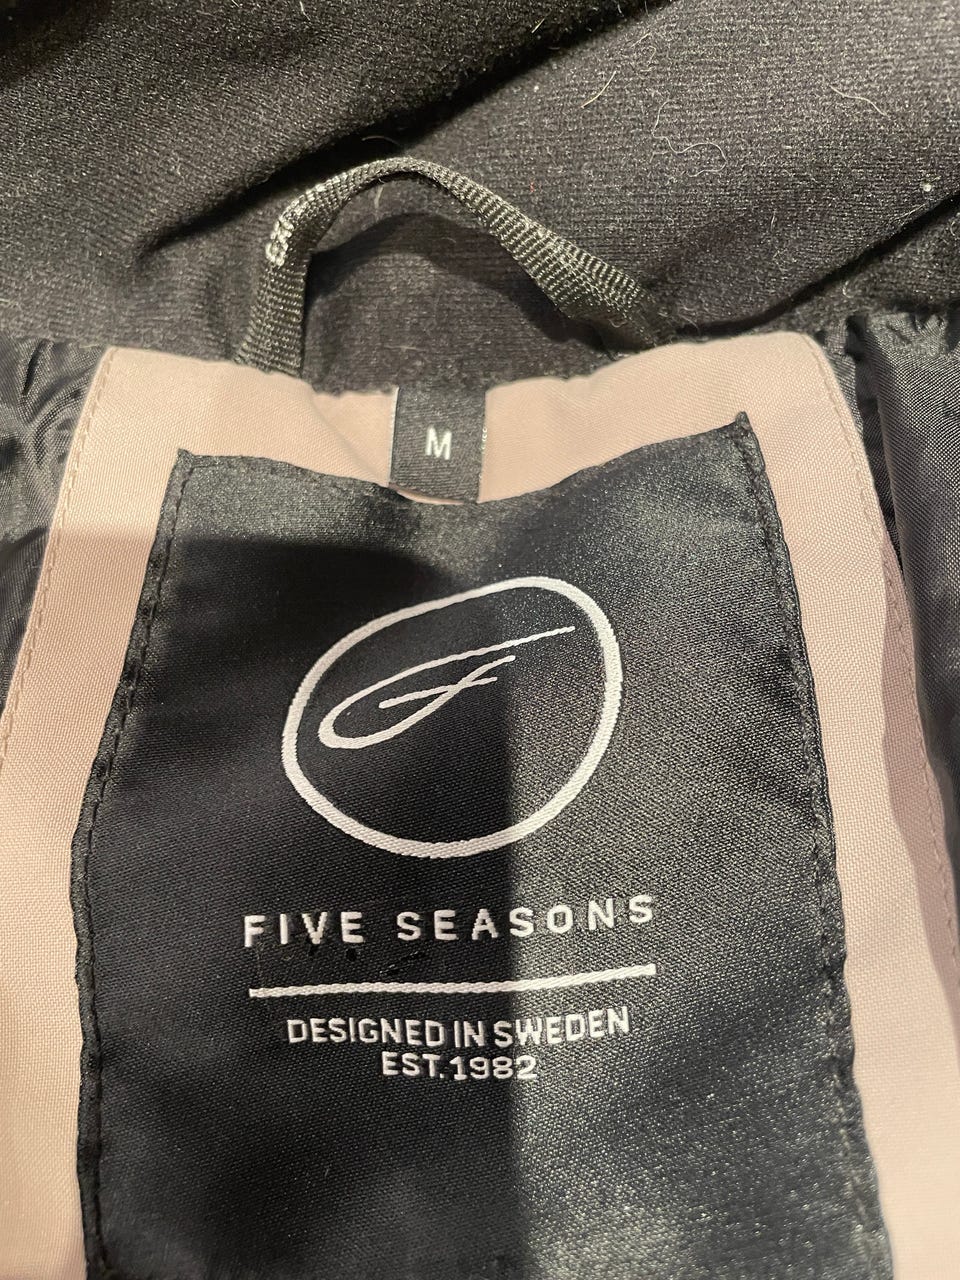 M
FIVE SEASONS
DESIGNED IN SWEDEN
EST.1982